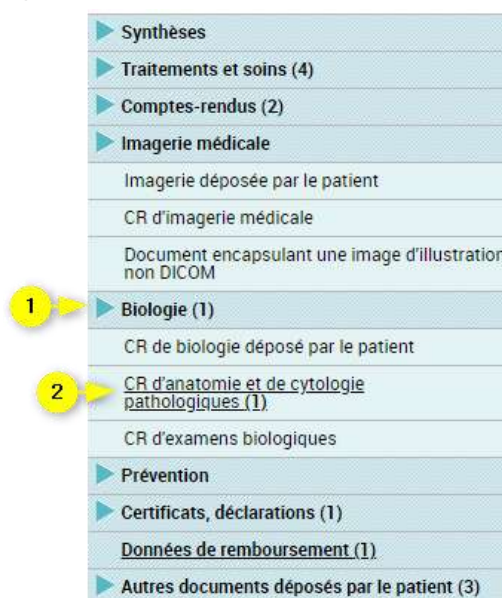 Synthèses
Traitements et soins (4)
Comptes-rendus (2)
Imagerie médicale
Imagerie déposée par le patient
CR d'imagerie médicale
Document encapsulant une image d'illustration
non DICOM
1
Biologie (1)
CR de biologie déposé par le patient
2
CR d'anatomie et de cytologie
pathologiques (1)
CR d'examens biologiques
Prévention
Certificats, déclarations (1)
Données de remboursement (1)
Autres documents déposés par le patient (3)